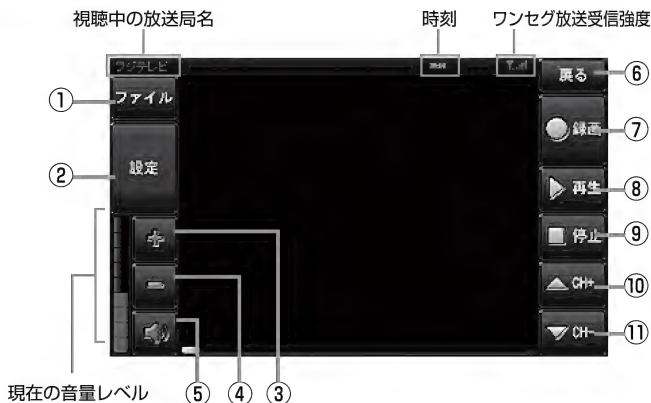 視聴中の放送局名
時刻
ワンセグ放送受信強度
フジテレビ
戻る
⑥
①
ファイル
録画
⑦
②
設定
再生
⑧
停止
⑨
CH+
⑩
CH-
⑪
現在の音量レベル
⑤
④
③